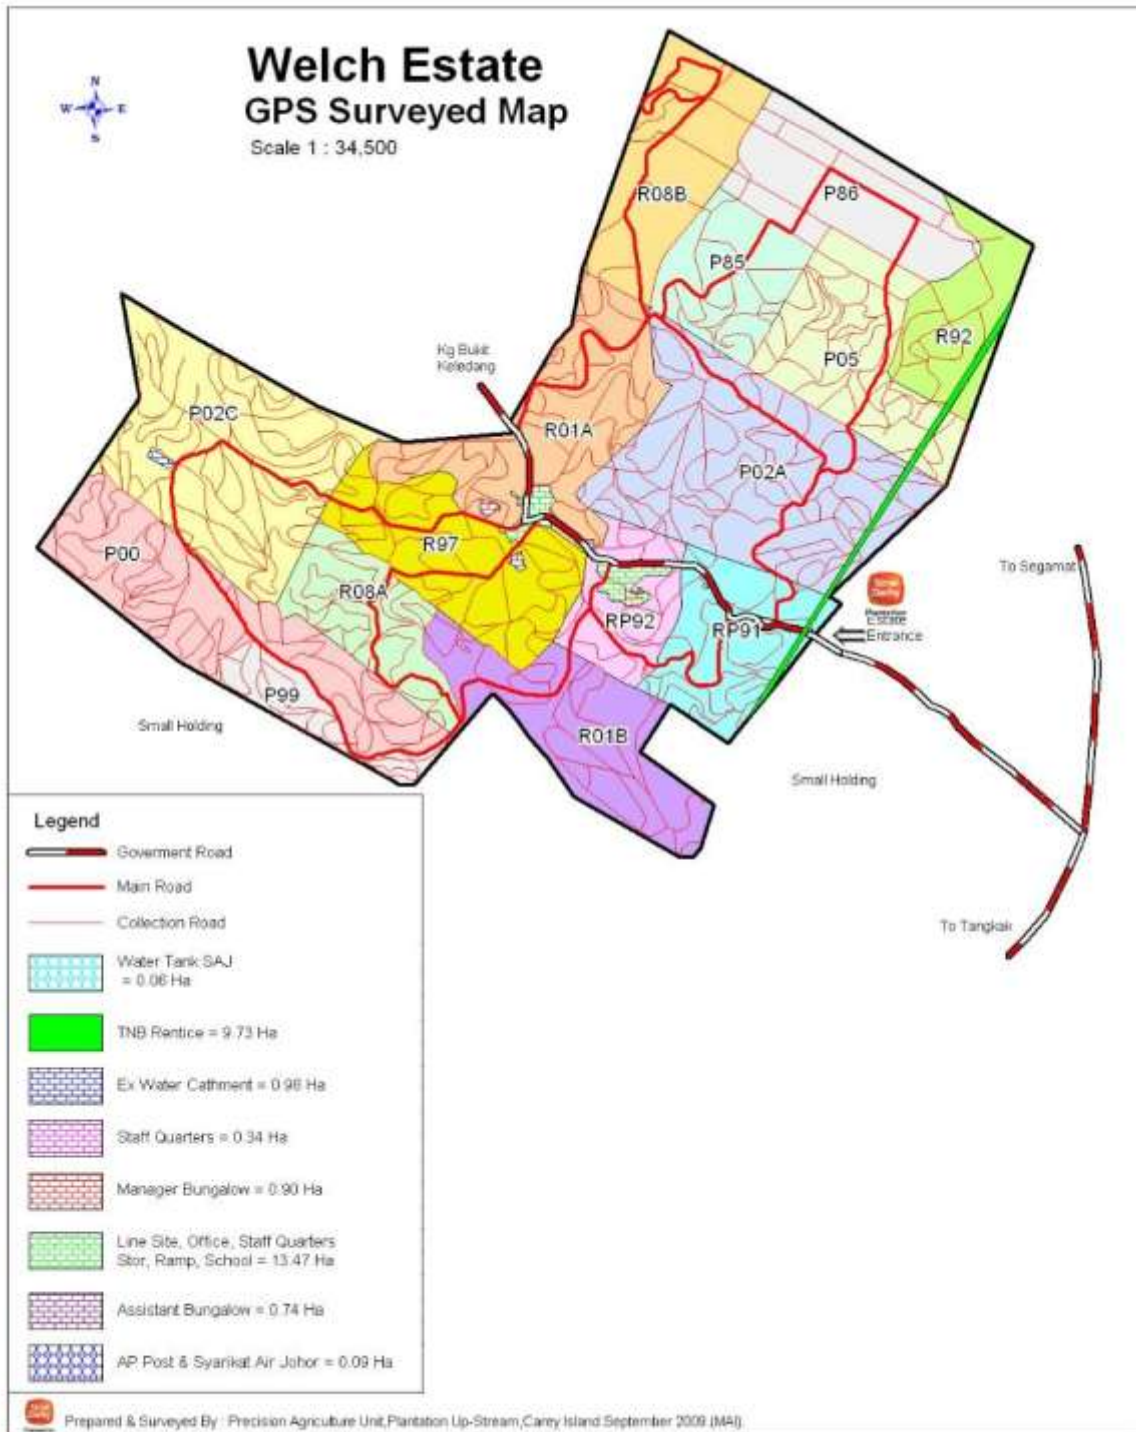 Welch Estate
GPS Surveyed Map
Scale 1 : 34,500
N
W
E
S
R08B
P86
P85
R92
P05
Kg Bukit
Keledang
P02C
R01A
P02A
P00
R97
R08A
RP92
RP91
P99
R01B
To Segamat
Plantation
Estate
Entrance
Small Holding
Small Holding
To Tangkak
Legend
Goverment Road
Main Road
Collection Road
Water Tank SAJ
= 0.06 Ha
TNB Rentice = 9.73 Ha
Ex Water Cathment = 0.98 Ha
Staff Quarters = 0.34 Ha
Manager Bungalow = 0.90 Ha
Line Site, Office, Staff Quarters
Stor, Ramp, School = 13.47 Ha
Assistant Bungalow = 0.74 Ha
AP Post & Syarikat Air Johor = 0.09 Ha
Prepared & Surveyed By : Precision Agriculture Unit,Plantation Up-Stream,Carey Island September 2009 (MAI).